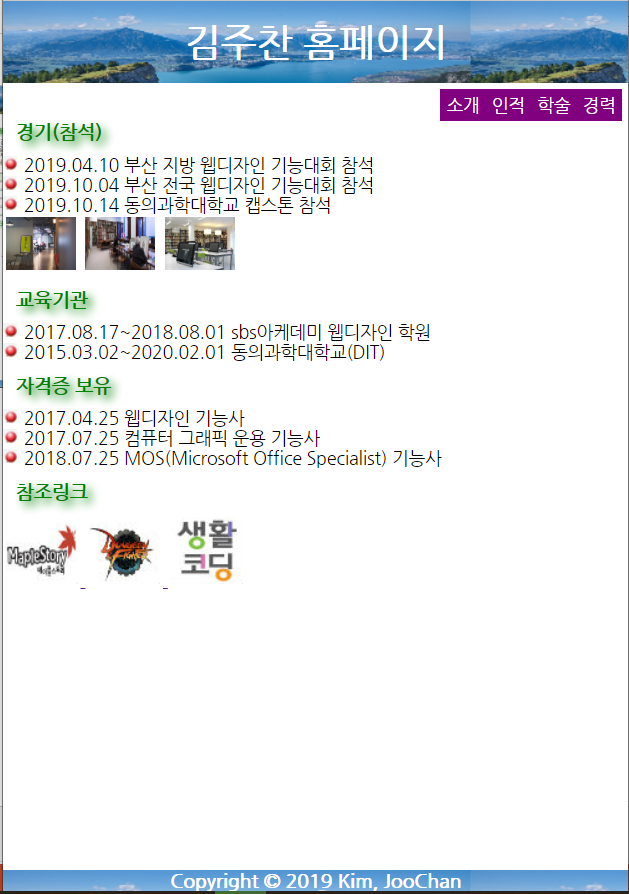 김주찬 홈페이지
소개 인적 학술 경력
경기(참석)
2019.04.10 부산 지방 웹디자인 기능대회 참석
2019.10.04 부산 전국 웹디자인 기능대회 참석
2019.10.14 동의과학대학교 캡스톤 참석
교육기관
2017.08.17~2018.08.01 sbs아케데미 웹디자인 학원
2015.03.02~2020.02.01 동의과학대학교(DIT)
자격증 보유
2017.04.25 웹디자인 기능사
2017.07.25 컴퓨터 그래픽 운용 기능사
2018.07.25 MOS(Microsoft Office Specialist) 기능사
참조링크
MapleStory
메이플스토리
생활
코딩
Copyright © 2019 Kim, JooChan